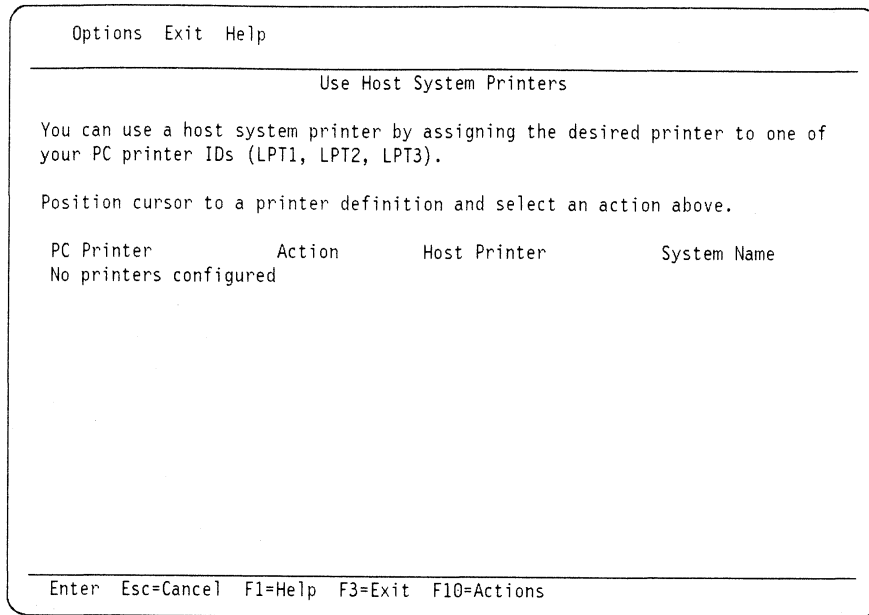 Options Exit Help
Use Host System Printers
You can use a host system printer by assigning the desired printer to one of
your PC printer IDs (LPT1, LPT2, LPT3).
Position cursor to a printer definition and select an action above.
PC Printer Action Host Printer System Name
No printers configured
Enter Esc=Cancel F1=Help F3=Exit F10=Actions